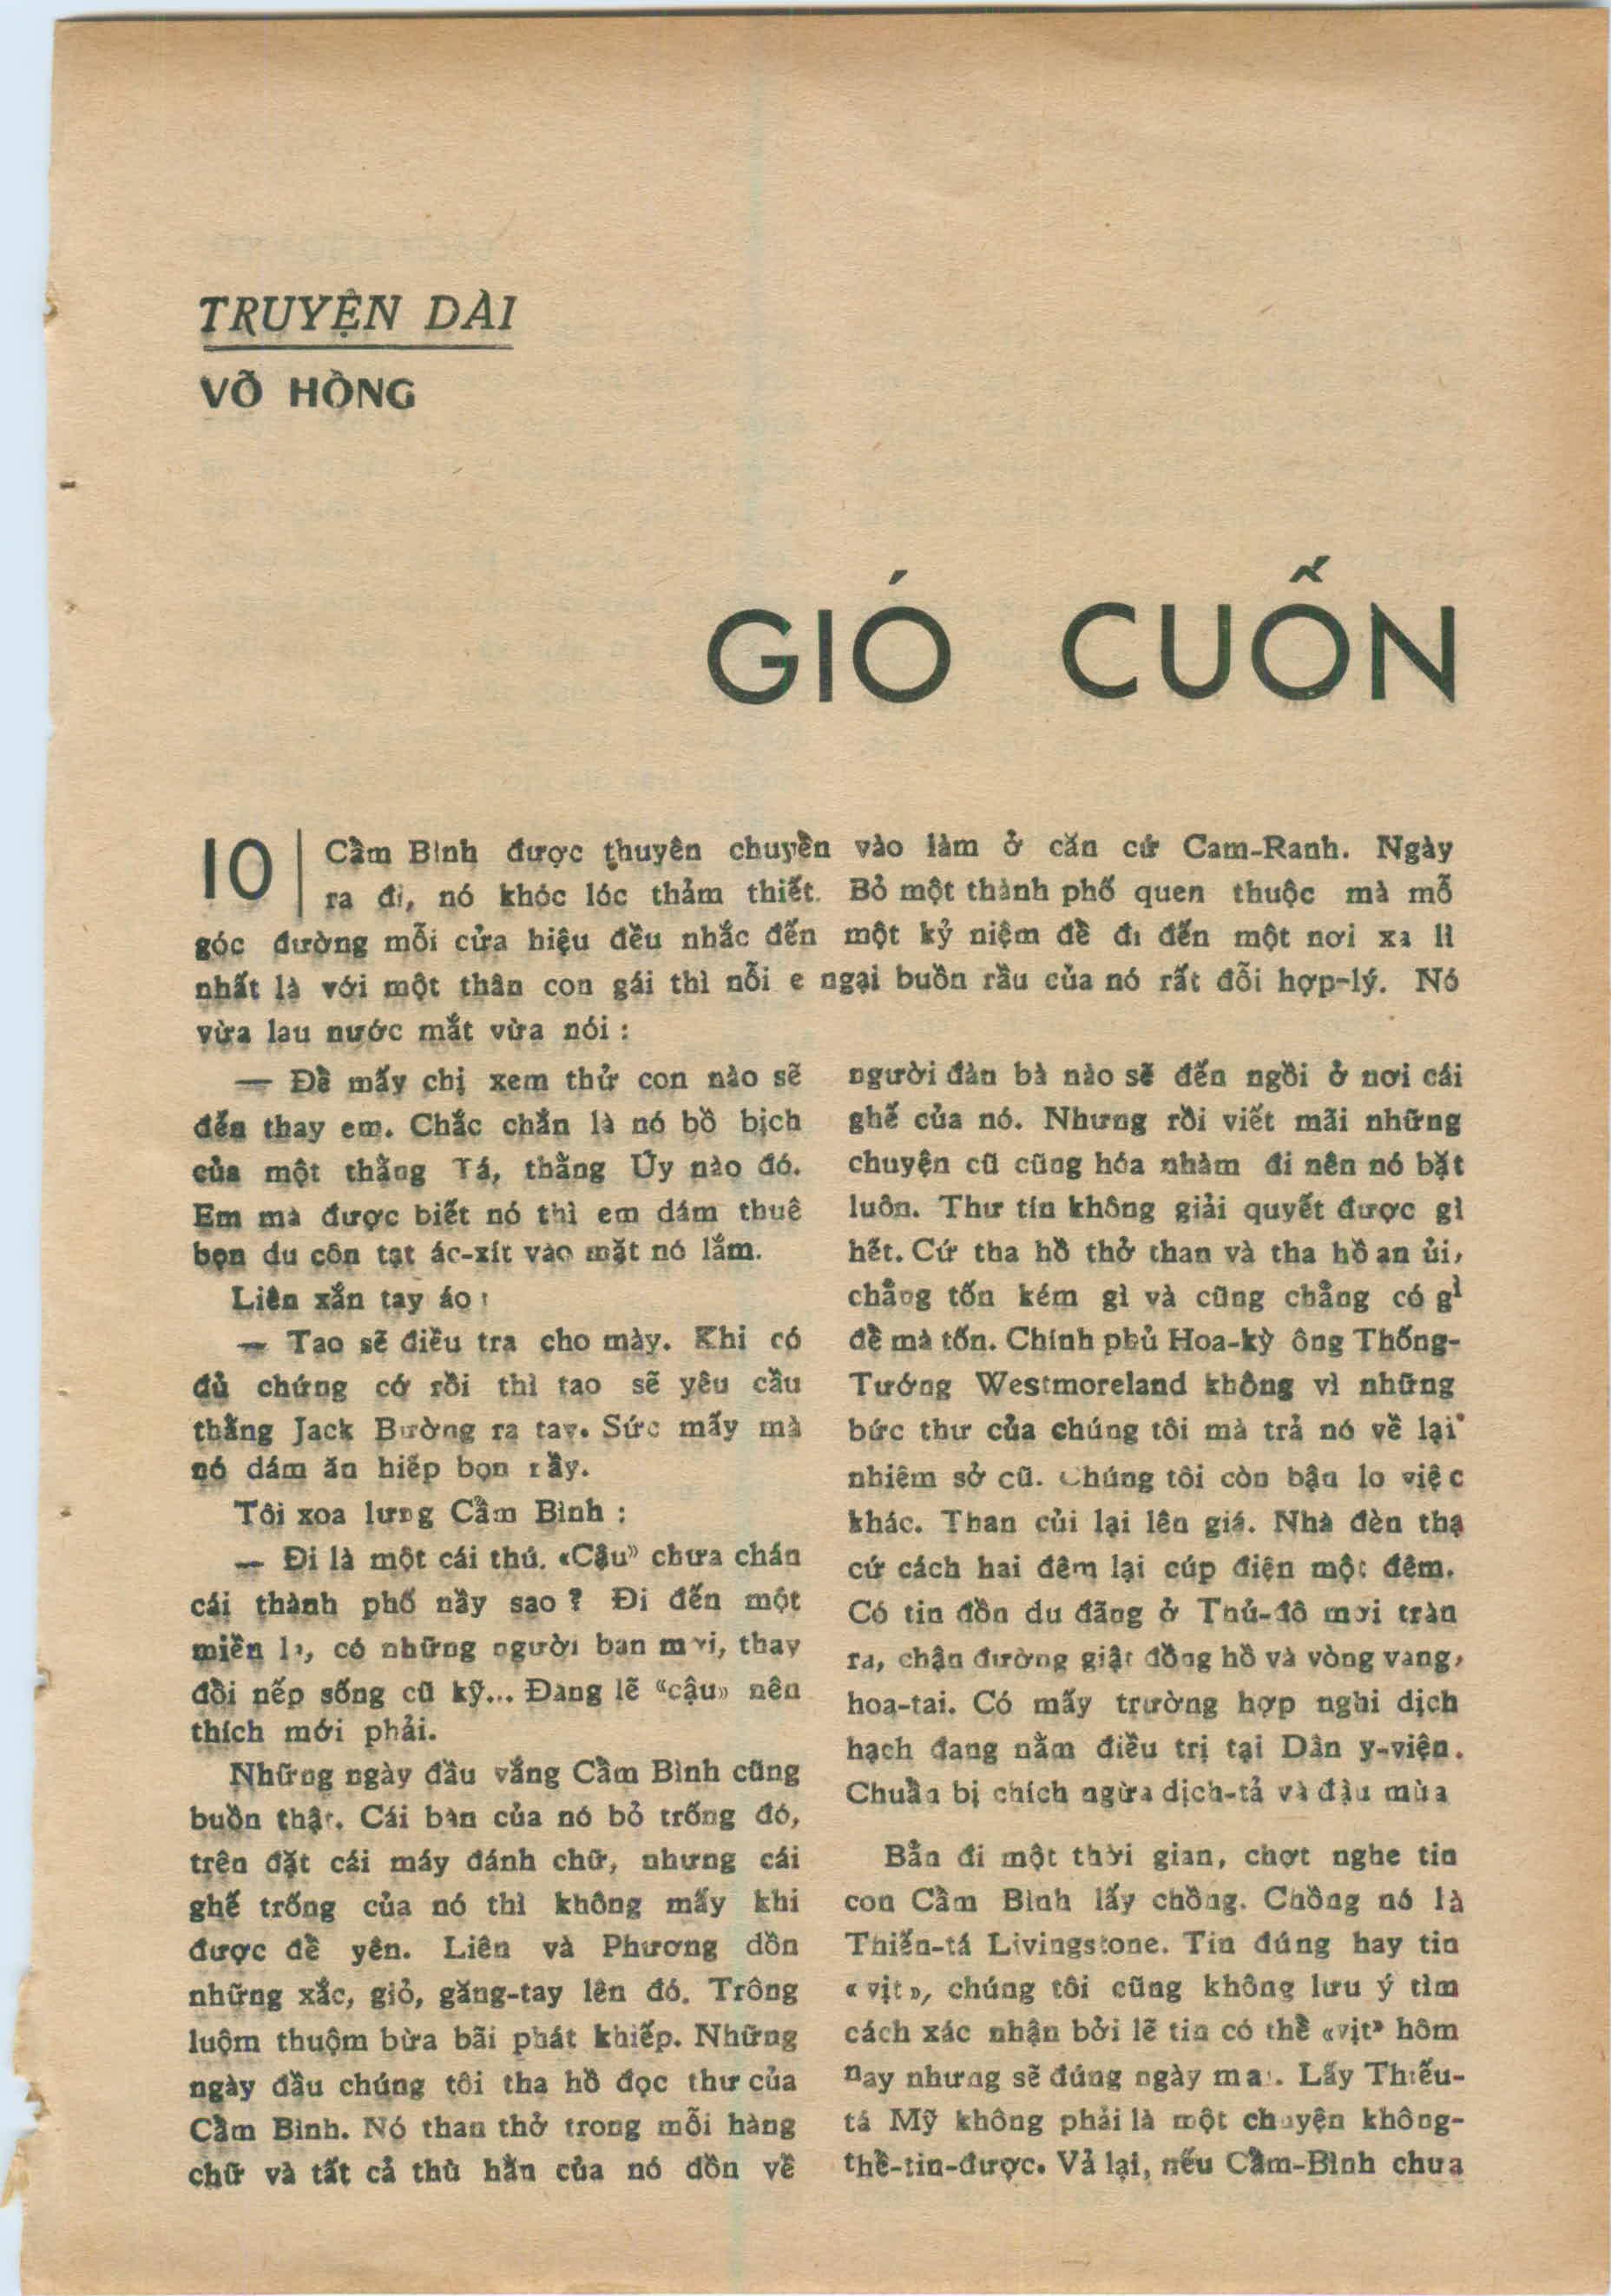 TRUYỆN DÀI
VÕ HỒNG
GIÓ CUỐN
10
Cẩm Bình được thuyên chuyển vào làm ở căn cứ Cam-Ranh. Ngày
ra đi, nó khóc lóc thảm thiết. Bỏ một thành phố quen thuộc mà mỗ
góc đường mỗi cửa hiệu đều nhắc đến một kỷ niệm để đi đến một nơi xa lì
nhất là với một thân con gái thì nỗi e ngại buồn rầu của nó rất đỗi hợp-lý. Nó
vừa lau nước mắt vừa nói :
— Để mấy chị xem thử con nào sẽ
đến thay em. Chắc chắn là nó bồ bịch
của một thằng Tá, thằng Úy nào đó.
Em mà được biết nó thì em dám thuê
bọn du côn tạt ác-xít vào mặt nó lắm.
Liên xắn tay áo :
— Tao sẽ điều tra cho mày. Khi có
đủ chứng cớ rồi thì tao sẽ yêu cầu
thằng Jack Bường ra tay. Sức mấy mà
nó dám ăn hiếp bọn rầy.
Tôi xoa lưng Cẩm Bình :
— Đi là một cái thú. «Cậu» chưa chán
cái thành phố nầy sao ? Đi đến một
miền lạ, có những người bạn mới, thay
đổi nếp sống cũ kỹ... Đáng lẽ “cậu» nên
thích mới phải.
Những ngày đầu vắng Cẩm Bình cũng
buồn thật. Cái bàn của nó bỏ trống đó,
trên đặt cái máy đánh chữ, nhưng cái
ghế trống của nó thì không mấy khi
được để yên. Liên và Phương dồn
những xắc, giỏ, găng-tay lên đó. Trông
luộm thuộm bừa bãi phát khiếp. Những
ngày đầu chúng tôi tha hồ đọc thư của
Cẩm Bình. Nó than thở trong mỗi hàng
chữ và tất cả thù hằn của nó dồn về
người đàn bà nào sẽ đến ngồi ở nơi cái
ghế của nó. Nhưng rồi viết mãi những
chuyện cũ cũng hóa nhàm đi nên nó bặt
luôn. Thư tín không giải quyết được gì
hết. Cứ tha hồ thở than và tha hồ an ủi,
chẳng tốn kém gì và cũng chẳng có gì
để mà tốn. Chính phủ Hoa-kỳ ông Thống-
Tướng Westmoreland không vì những
bức thư của chúng tôi mà trả nó về lại
nhiệm sở cũ. Chúng tôi còn bận lo việc
khác. Than củi lại lên giá. Nhà đèn thạ
cứ cách hai đêm lại cúp điện một đêm.
Có tin đồn du đãng ở Thủ-đô mới tràn
ra, chận đường giật đồng hồ và vòng vàng,
hoa-tai. Có mấy trường hợp nghi dịch
hạch đang nằm điều trị tại Dân y-viện.
Chuẩn bị chích ngừa dịch-tả và đậu mùa
Bẳn đi một thời gian, chợt nghe tin
con Cẩm Bình lấy chồng. Chồng nó là
Thiếu-tá Livingstone. Tin đúng hay tin
« vịt », chúng tôi cũng không lưu ý tìm
cách xác nhận bởi lẽ tin có thể «vịt» hôm
nay nhưng sẽ đúng ngày mai. Lấy Thiếu-
tá Mỹ không phải là một chuyện không-
thể-tin-được. Vả lại, nếu Cẩm-Bình chưa